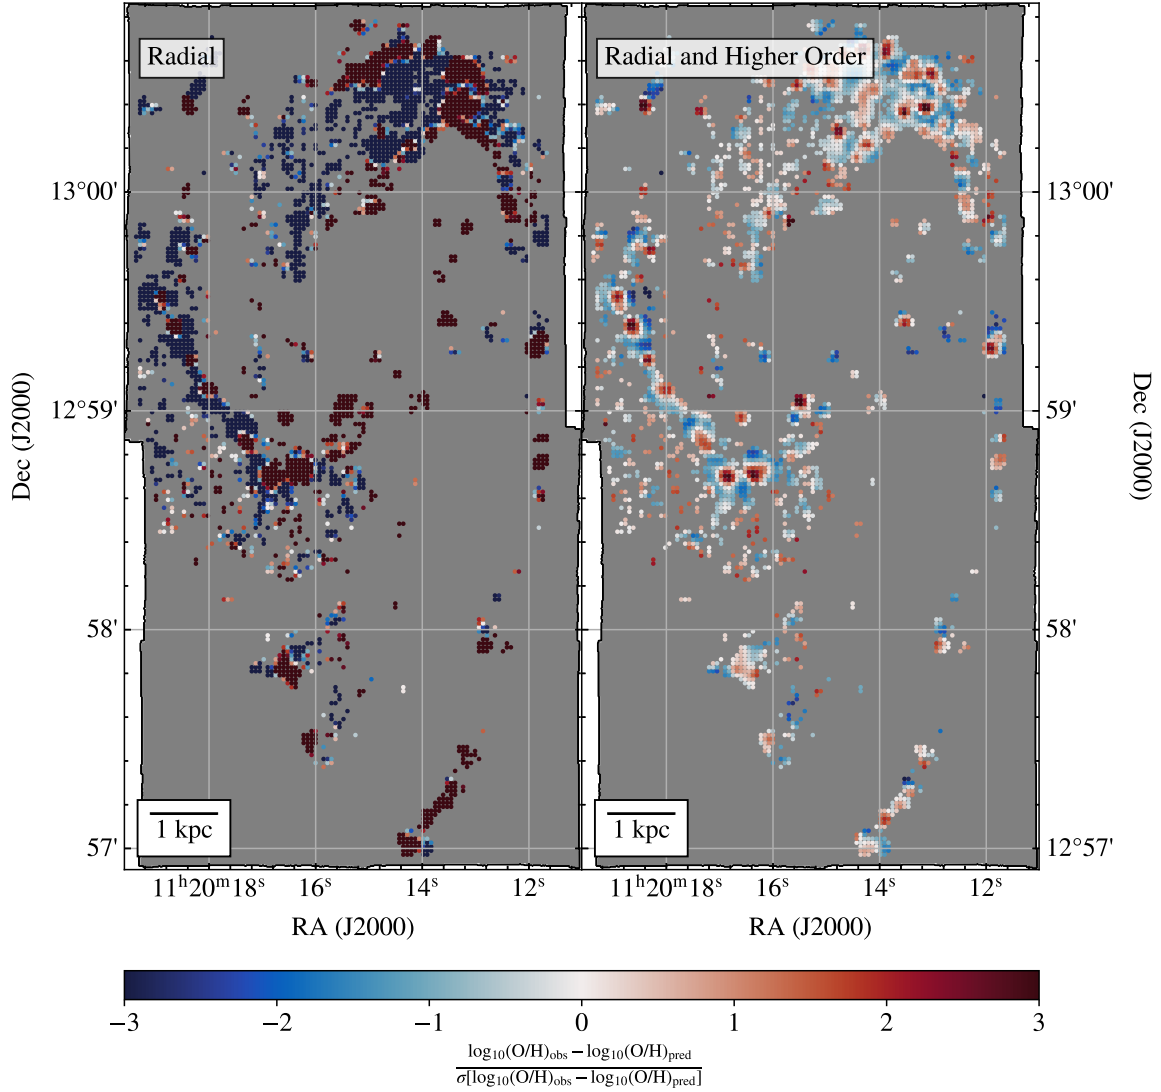 Radial
Radial and Higher Order
13°00'
12°59'
58'
57'
13°00'
59'
58'
12°57'
Dec (J2000)
Dec (J2000)
1 kpc
1 kpc
11ʰ20ᵐ18ˢ 16ˢ 14ˢ 12ˢ
11ʰ20ᵐ18ˢ 16ˢ 14ˢ 12ˢ
RA (J2000)
RA (J2000)
−3 −2 −1 0 1 2 3
log₁₀(O/H)obs − log₁₀(O/H)pred
σ[log₁₀(O/H)obs − log₁₀(O/H)pred]